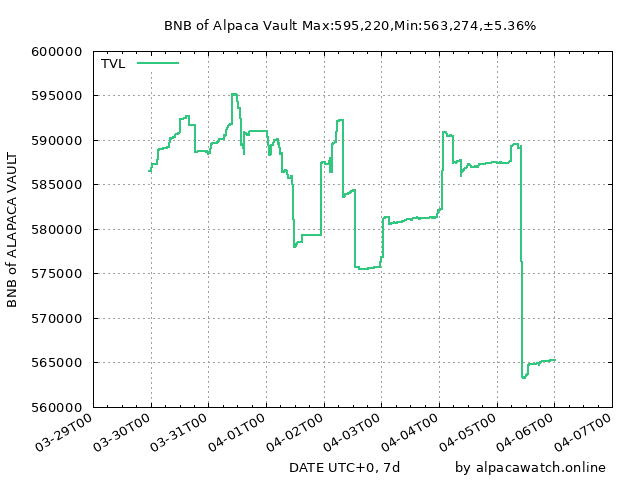 BNB of Alpaca Vault Max:595,220,Min:563,274,±5.36%
600000
TVL
595000
590000
585000
580000
575000
570000
565000
560000
BNB of ALAPACA VAULT
03-29T00 03-30T00 03-31T00 04-01T00 04-02T00 04-03T00 04-04T00 04-05T00 04-06T00 04-07T00
DATE UTC+0, 7d by alpacawatch.online